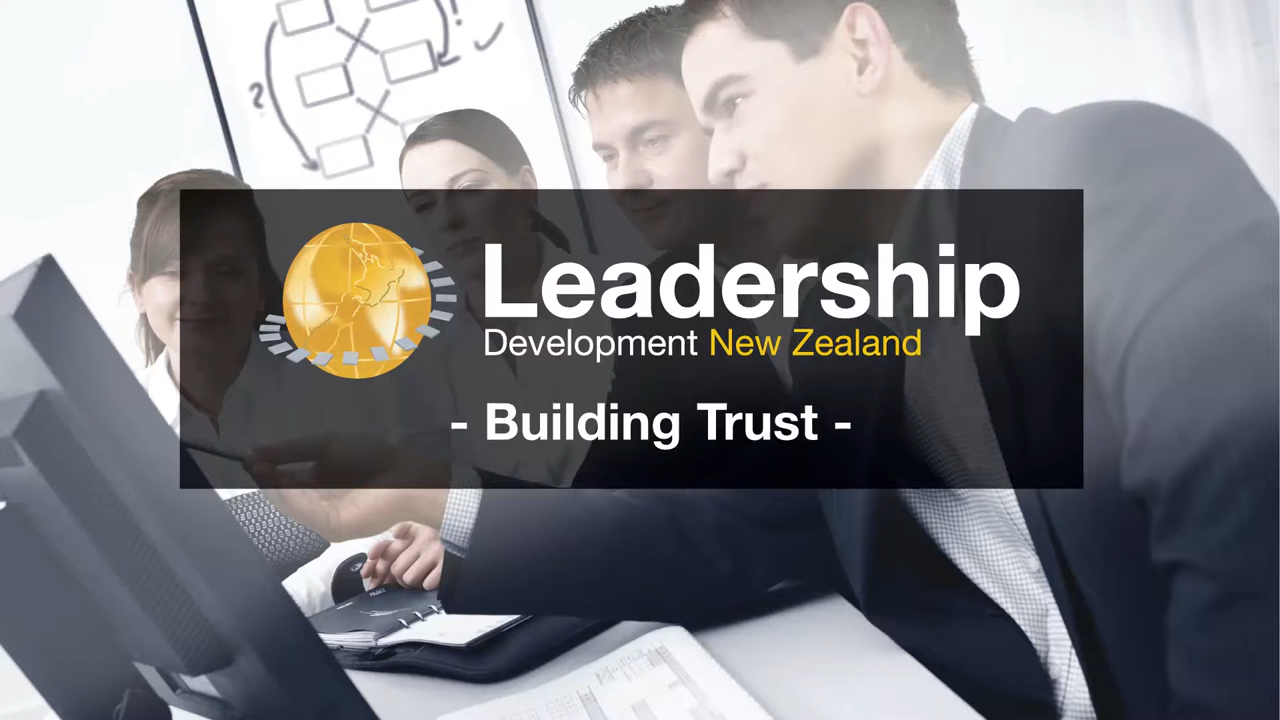 ?
!
Leadership
Development New Zealand
- Building Trust -